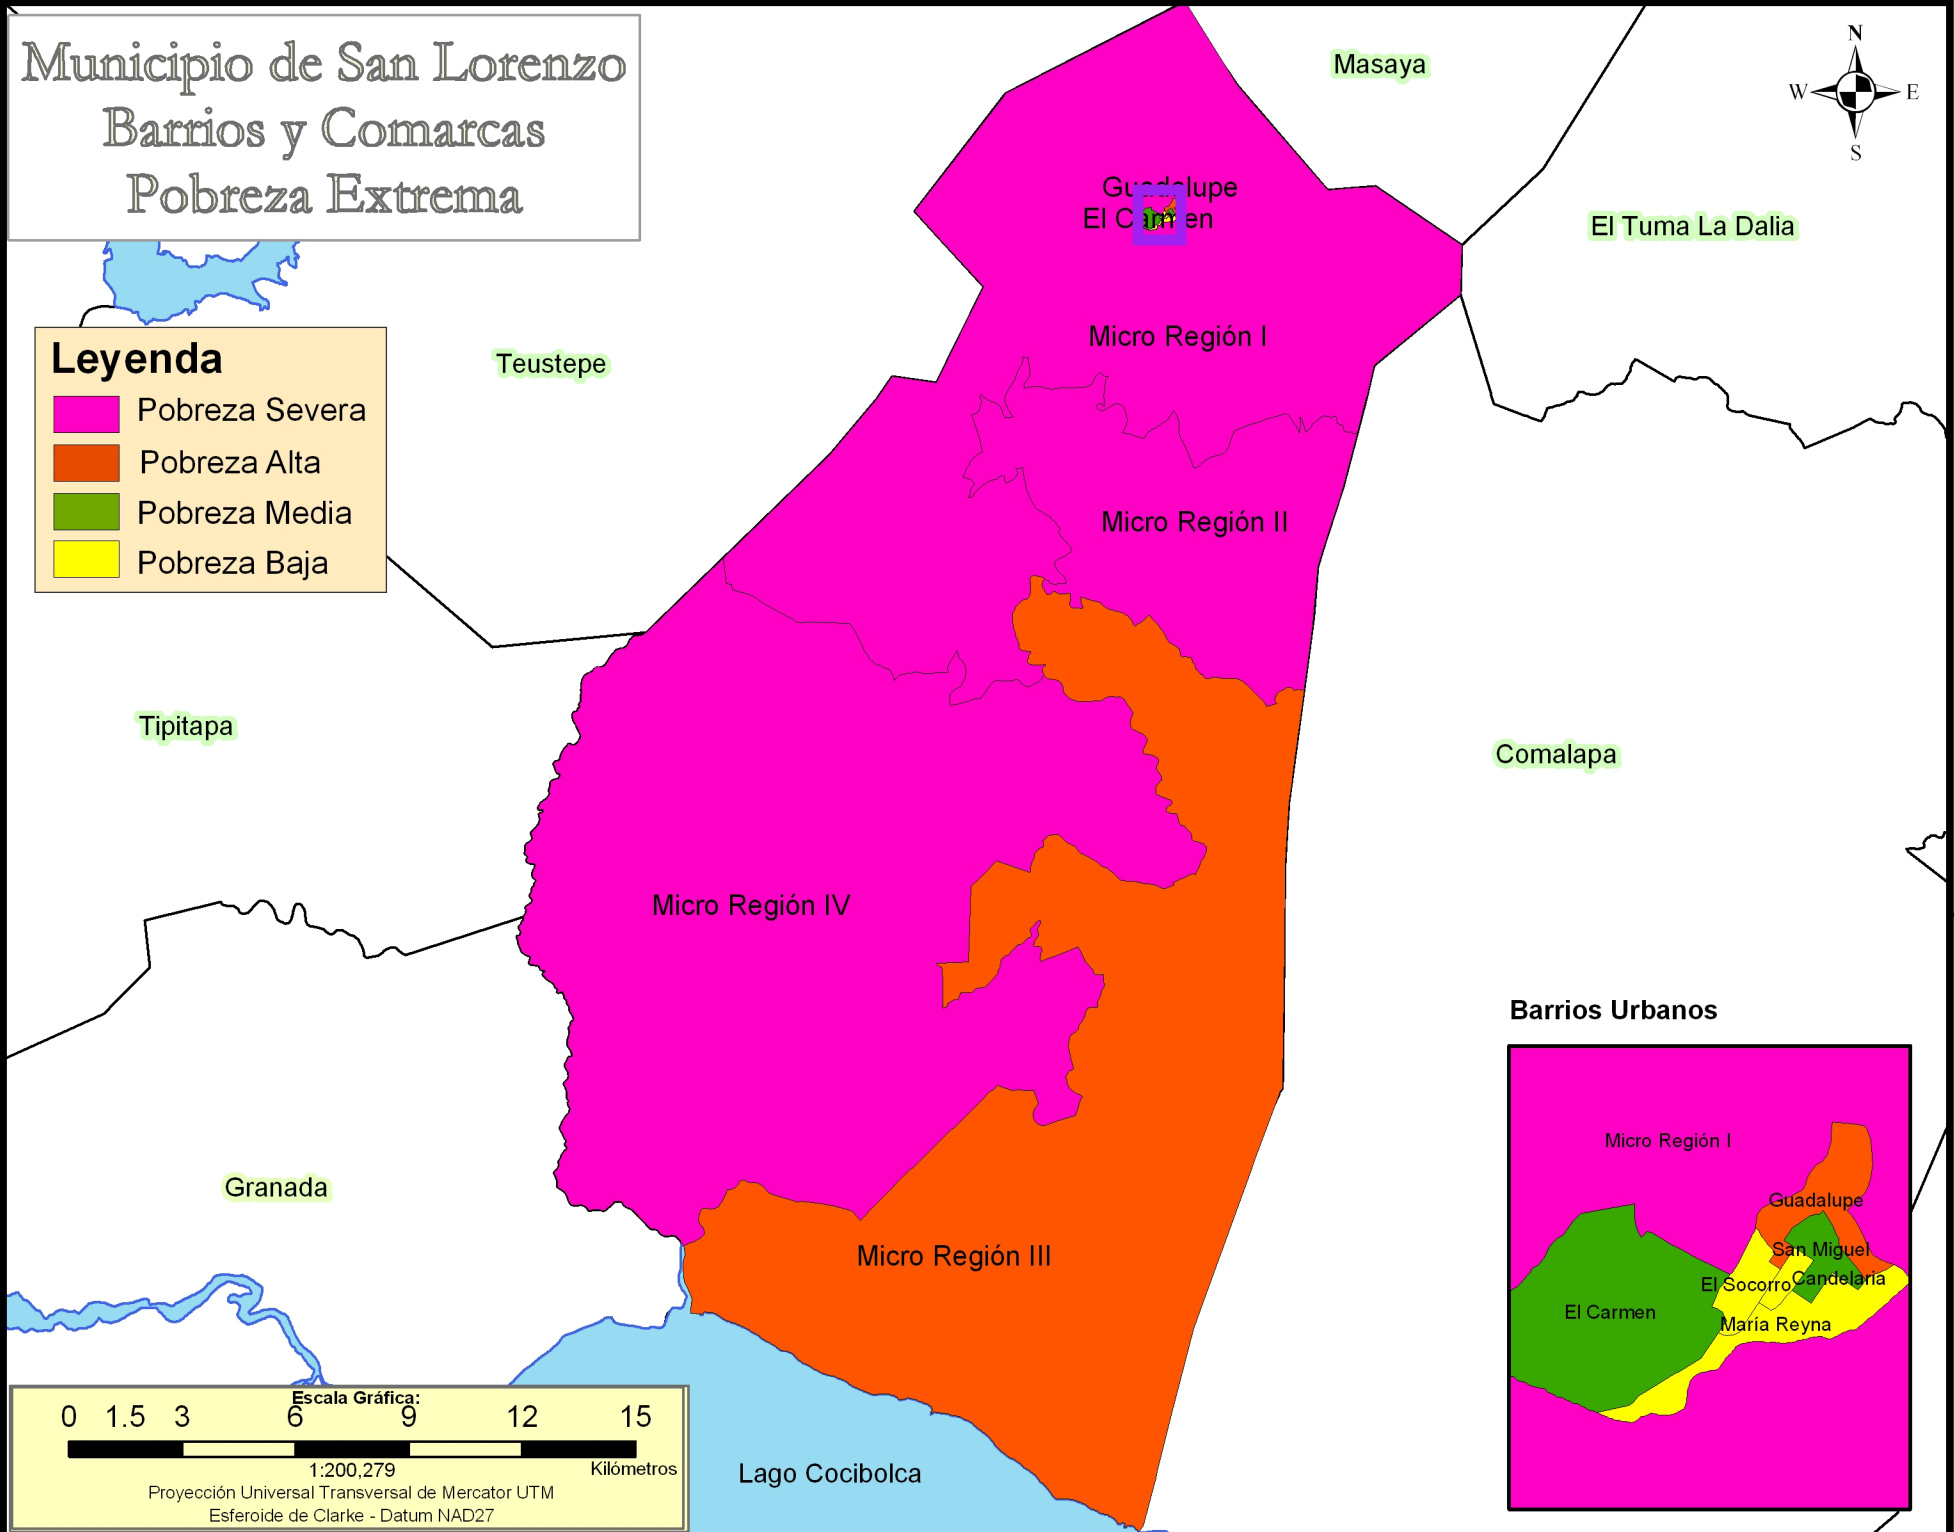 Municipio de San Lorenzo
Barrios y Comarcas
Pobreza Extrema
N
W
E
S
Masaya
El Tuma La Dalia
Guadalupe
El Carmen
Micro Región I
Teustepe
Leyenda
Pobreza Severa
Pobreza Alta
Pobreza Media
Pobreza Baja
Micro Región II
Tipitapa
Comalapa
Micro Región IV
Granada
Micro Región III
Barrios Urbanos
Micro Región I
Guadalupe
San Miguel
El Socorro
Candelaria
El Carmen
María Reyna
Escala Gráfica:
0 1.5 3 6 9 12 15
1:200,279
Kilómetros
Proyección Universal Transversal de Mercator UTM
Esferoide de Clarke - Datum NAD27
Lago Cocibolca